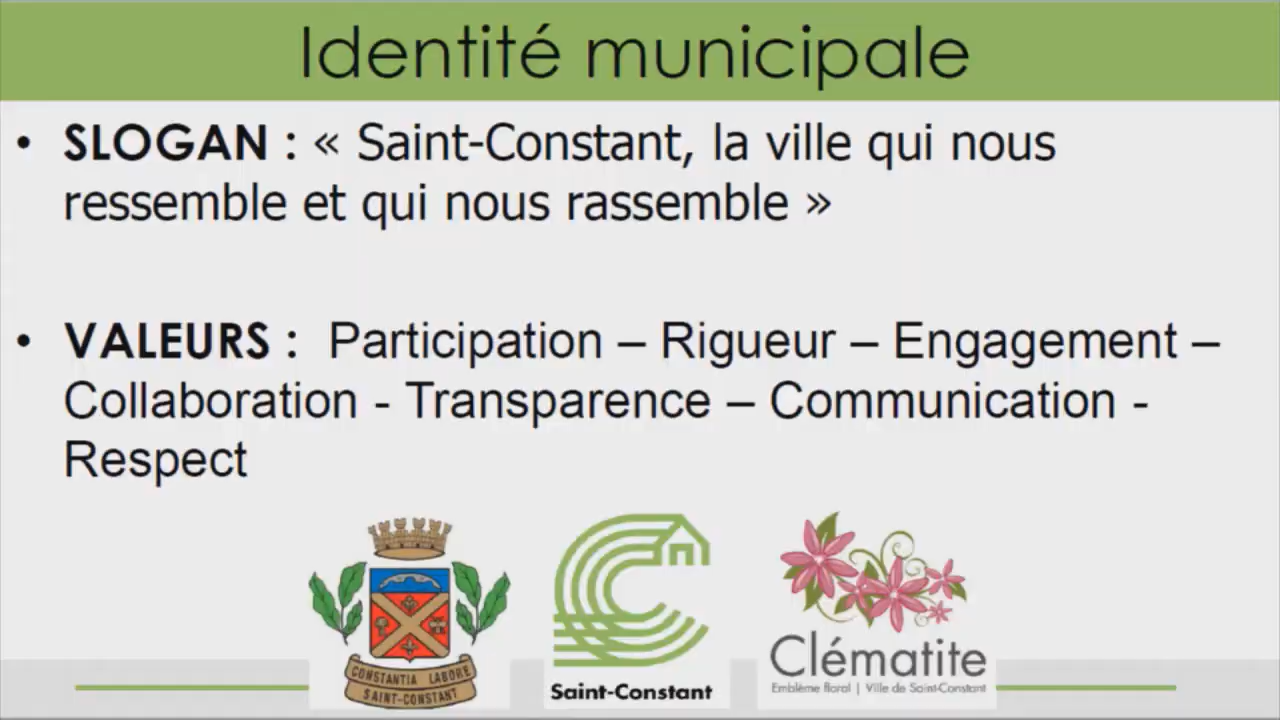 Identité municipale
• SLOGAN : « Saint-Constant, la ville qui nous
ressemble et qui nous rassemble »
• VALEURS : Participation – Rigueur – Engagement –
Collaboration - Transparence – Communication -
Respect
CONSTANTIA LABORE
SAINT-CONSTANT
Saint-Constant
Clématite
Emblème floral | Ville de Saint-Constant